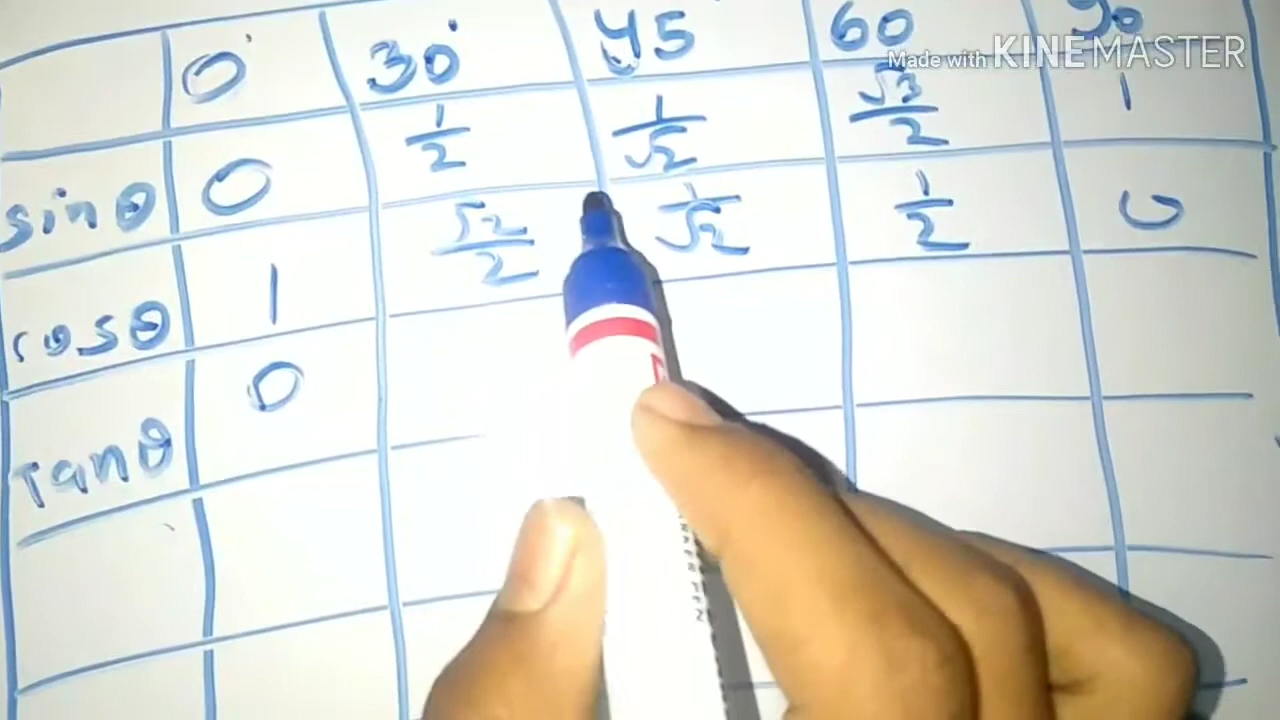 0° 30° 45 60 90
Made with KINEMASTER
sinθ 0 1/2 1/√2 √3/2 1
cosθ 1 √2/2 1/√2 1/2 0
Tanθ 0